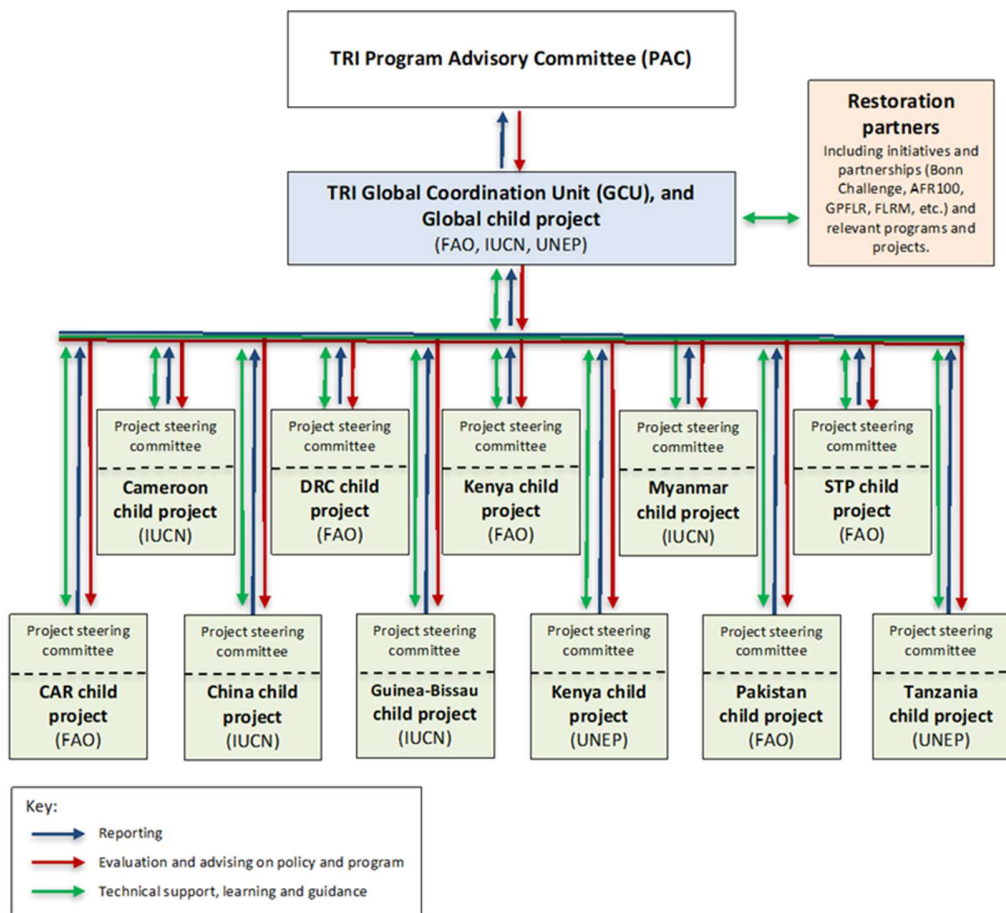 TRI Program Advisory Committee (PAC)
Restoration
partners
Including initiatives and
partnerships (Bonn
Challenge, AFR100,
GPFLR, FLRM, etc.) and
relevant programs and
projects.
TRI Global Coordination Unit (GCU), and
Global child project
(FAO, IUCN, UNEP)
Project steering
committee
Cameroon
child project
(IUCN)
Project steering
committee
DRC child
project
(FAO)
Project steering
committee
Kenya child
project
(FAO)
Project steering
committee
Myanmar
child project
(IUCN)
Project steering
committee
STP child
project
(FAO)
Project steering
committee
CAR child
project
(FAO)
Project steering
committee
China child
project
(IUCN)
Project steering
committee
Guinea-Bissau
child project
(IUCN)
Project steering
committee
Kenya child
project
(UNEP)
Project steering
committee
Pakistan
child project
(FAO)
Project steering
committee
Tanzania
child project
(UNEP)
Key:
Reporting
Evaluation and advising on policy and program
Technical support, learning and guidance